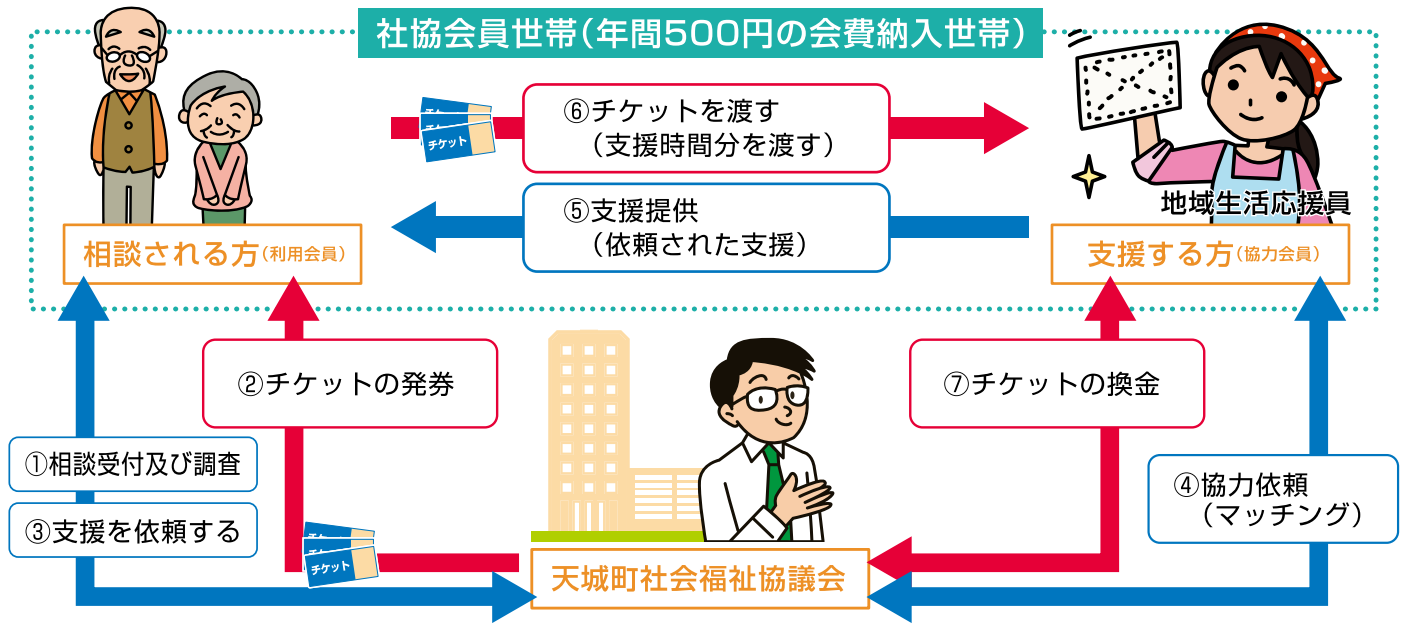 社協会員世帯(年間500円の会費納入世帯)
⑥チケットを渡す
(支援時間分を渡す)
チケット
⑤支援提供
(依頼された支援)
地域生活応援員
相談される方(利用会員)
支援する方(協力会員)
②チケットの発券
⑦チケットの換金
①相談受付及び調査
③支援を依頼する
④協力依頼
(マッチング)
チケット
天城町社会福祉協議会